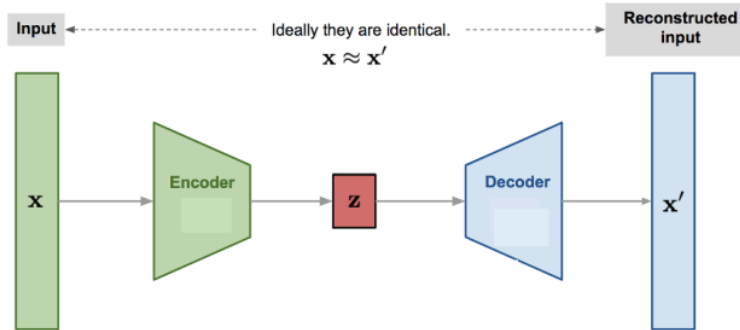 Input
Ideally they are identical.
Reconstructed
input
x ≈ x′
x
Encoder
z
Decoder
x′